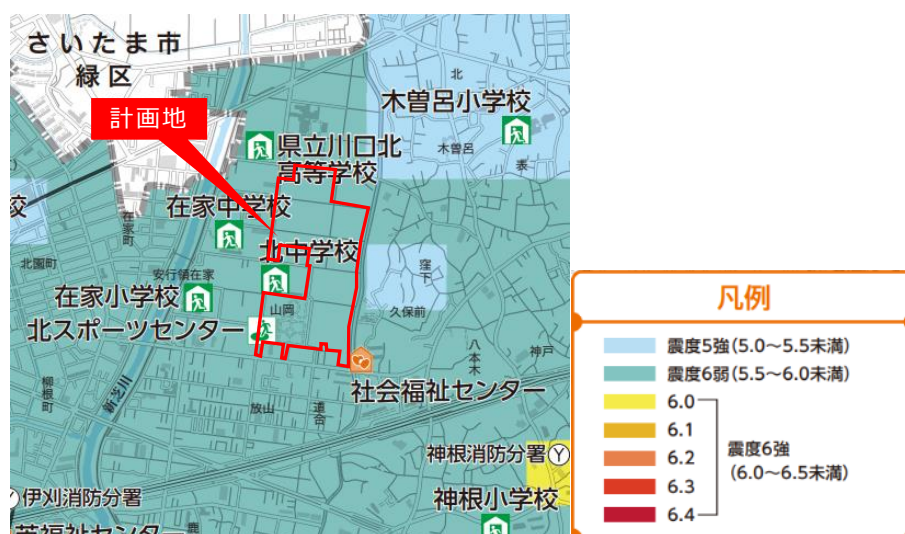 さいたま市
緑区
計画地
北
木曽呂小学校
木曽呂
表
県立川口北
高等学校
校
在家町
在家中学校
北中学校
北園町
安行領在家
窪下
在家小学校
山岡
久保前
北スポーツセンター
八本木
神戸
柳根町
新芝川
社会福祉センター
放山
道合
神根消防分署
Y
伊刈消防分署
神根小学校
芝福祉センター
凡例
震度5強(5.0～5.5未満)
震度6弱(5.5～6.0未満)
6.0
6.1
6.2
6.3
6.4
震度6強
(6.0～6.5未満)